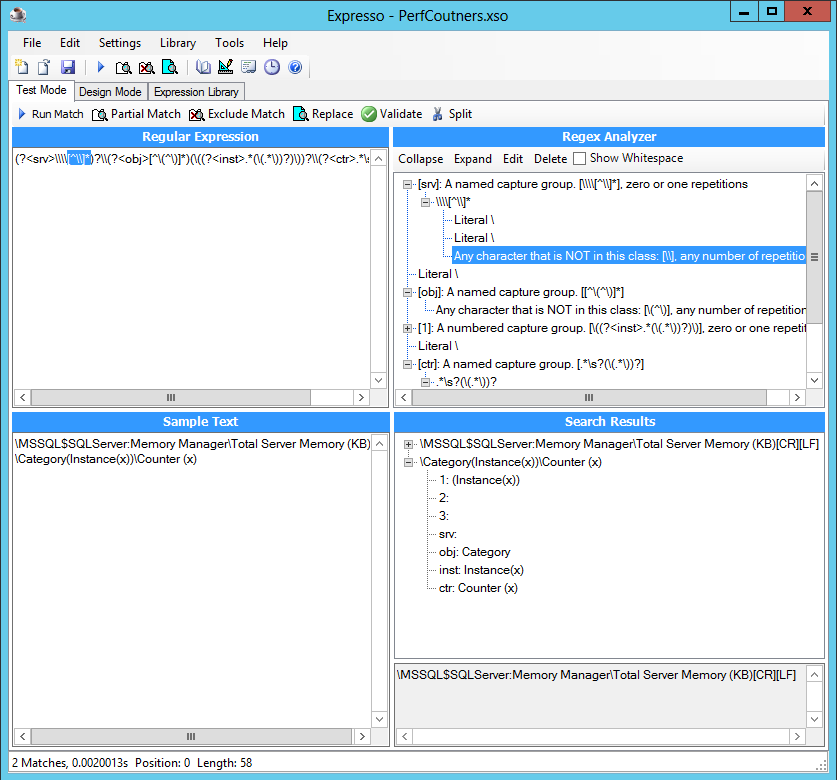 Expresso - PerfCoutners.xso
File Edit Settings Library Tools Help
Test Mode Design Mode Expression Library
Run Match Partial Match Exclude Match Replace Validate Split
Regular Expression
(?<srv>\\\\[^\\]*)?\\(?<obj>[^\(^\)]*)(\((?<inst>.*(\(.*\))?)\))?\\(?<ctr>.*\s
Regex Analyzer
Collapse Expand Edit Delete Show Whitespace
[srv]: A named capture group. [\\\\[^\\]*], zero or one repetitions
\\\\[^\\]*
Literal \
Literal \
Any character that is NOT in this class: [\\], any number of repetitio
Literal \
[obj]: A named capture group. [[^\(^\)]*]
Any character that is NOT in this class: [\(^\)], any number of repetition
[1]: A numbered capture group. [\((?<inst>.*(\(.*\))?)\)], zero or one repetit
Literal \
[ctr]: A named capture group. [.*\s?(\(.*\))?]
.*\s?(\(.*\))?
Sample Text
\MSSQL$SQLServer:Memory Manager\Total Server Memory (KB)
\Category(Instance(x))\Counter (x)
Search Results
\MSSQL$SQLServer:Memory Manager\Total Server Memory (KB)[CR][LF]
\Category(Instance(x))\Counter (x)
1: (Instance(x))
2:
3:
srv:
obj: Category
inst: Instance(x)
ctr: Counter (x)
\MSSQL$SQLServer:Memory Manager\Total Server Memory (KB)[CR][LF]
2 Matches, 0.0020013s Position: 0 Length: 58